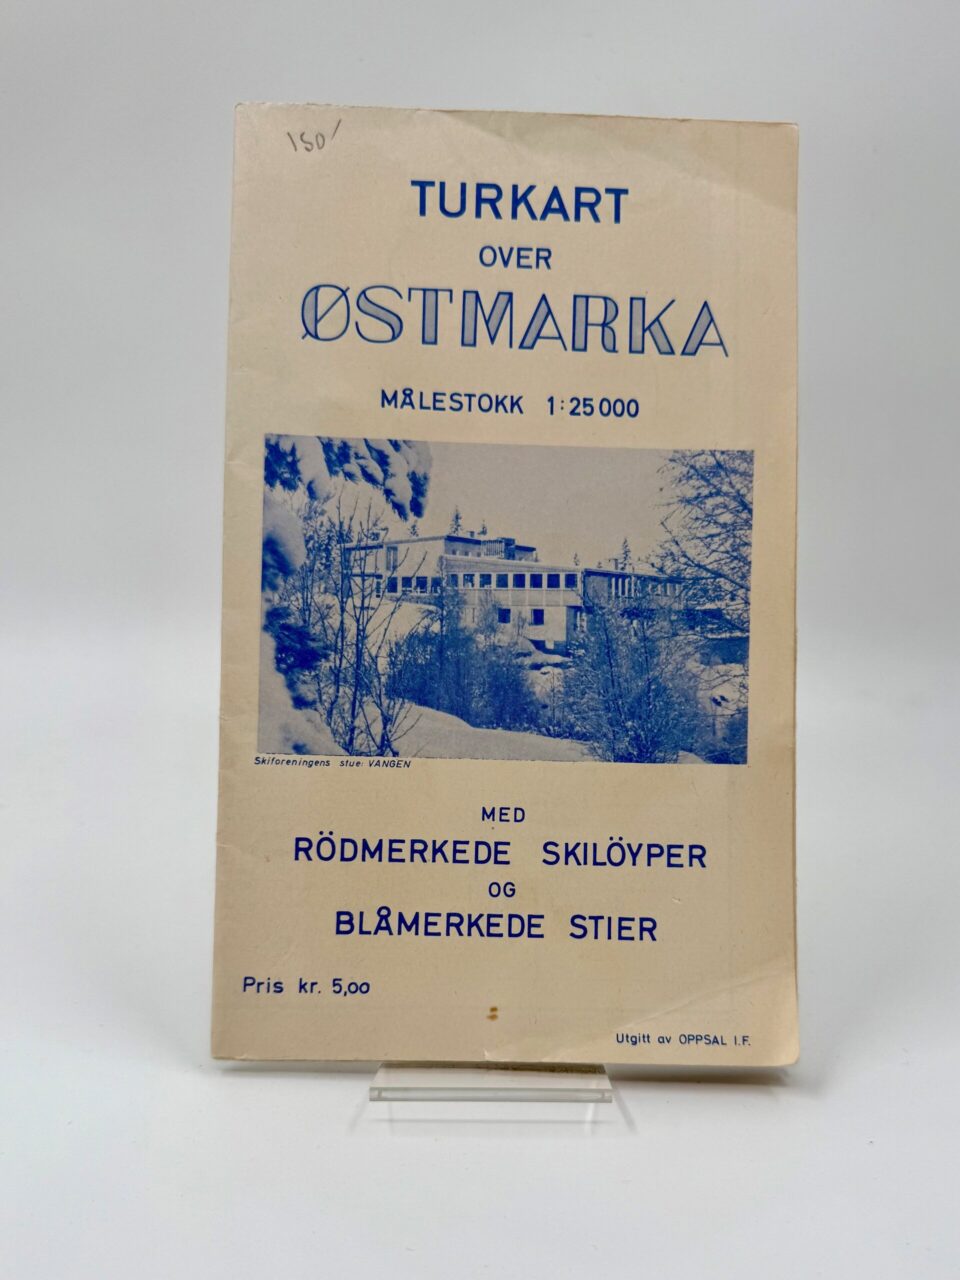 150/
TURKART
OVER
ØSTMARKA
MÅLESTOKK 1:25000
Skiforeningens stue: VANGEN
MED
RÖDMERKEDE SKILÖYPER
OG
BLÅMERKEDE STIER
Pris kr. 5,00
Utgitt av OPPSAL I.F.